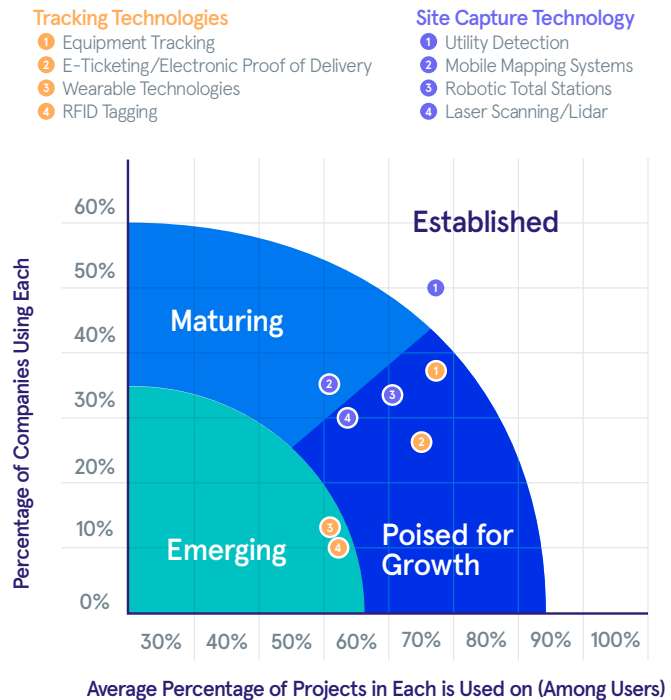 Tracking Technologies
1 Equipment Tracking
2 E-Ticketing/Electronic Proof of Delivery
3 Wearable Technologies
4 RFID Tagging
Site Capture Technology
1 Utility Detection
2 Mobile Mapping Systems
3 Robotic Total Stations
4 Laser Scanning/Lidar
Percentage of Companies Using Each
60%
50%
40%
30%
20%
10%
0%
Established
1
Maturing
2
1
3
4
2
3
4
Emerging
Poised for
Growth
30% 40% 50% 60% 70% 80% 90% 100%
Average Percentage of Projects in Each is Used on (Among Users)